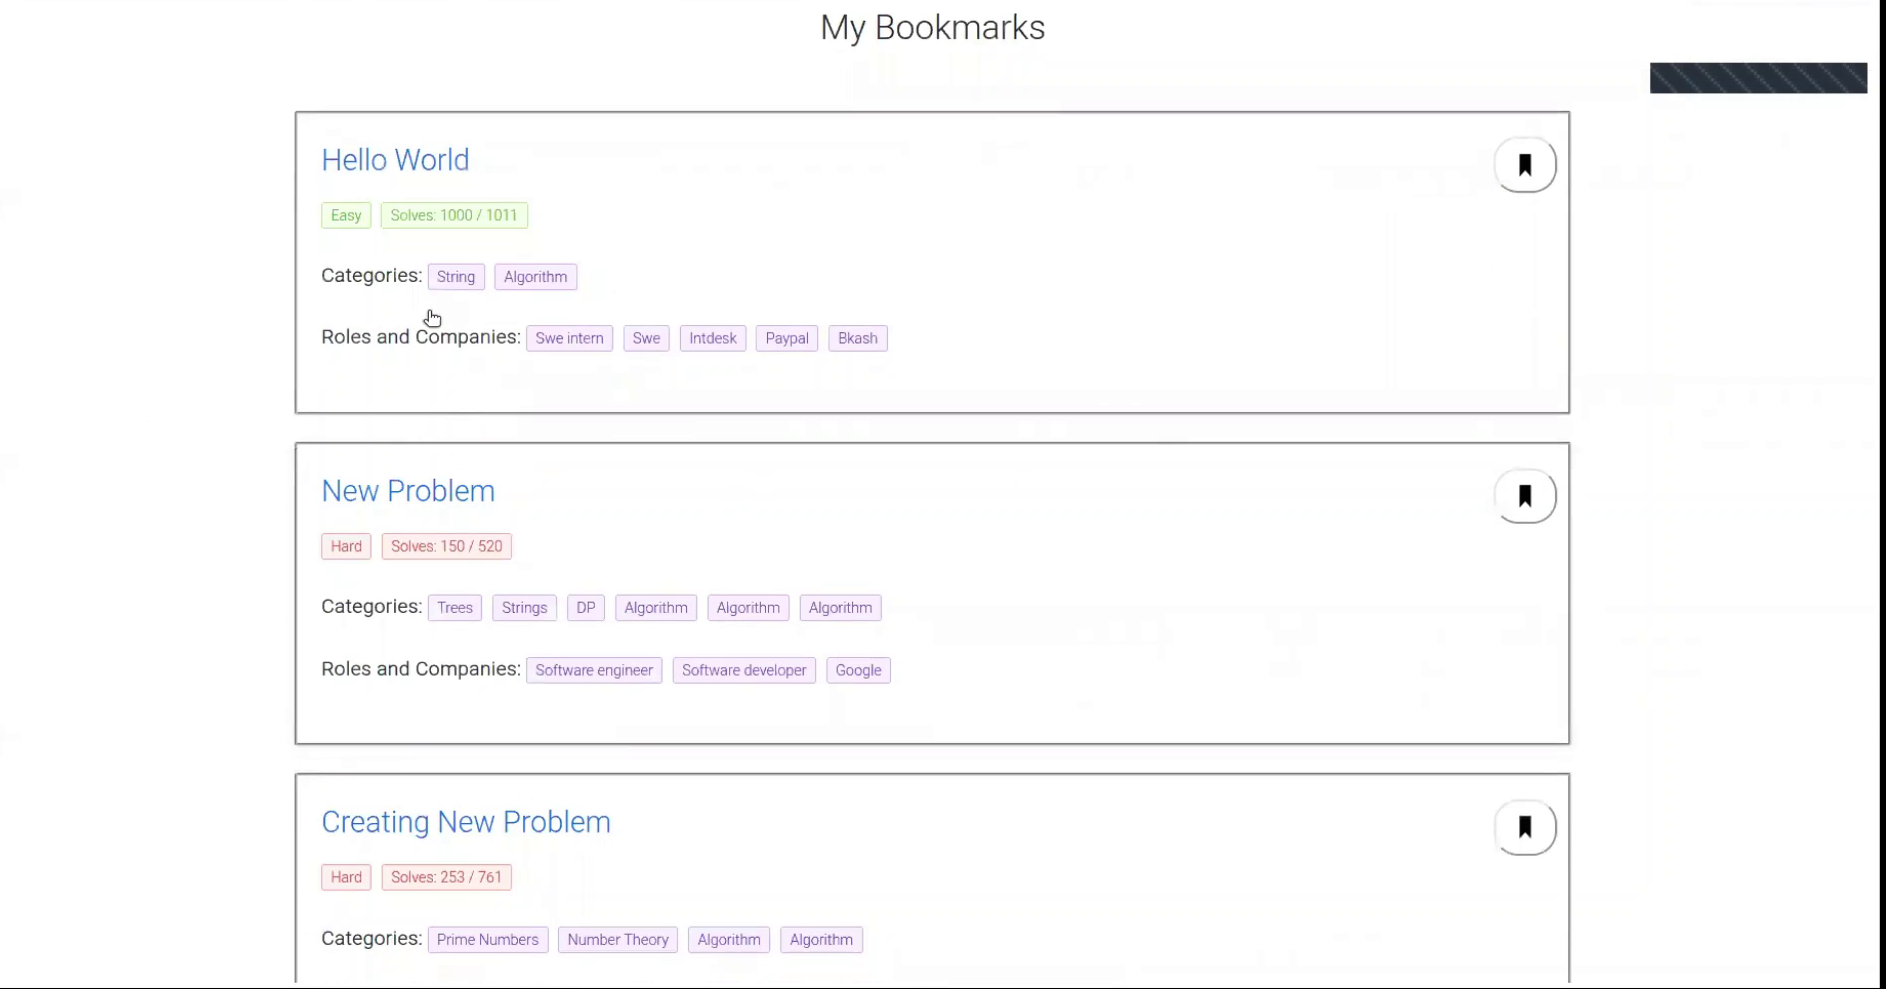 My Bookmarks
Hello World
Easy Solves: 1000 / 1011
Categories: String Algorithm
Roles and Companies: Swe intern Swe Intdesk Paypal Bkash
New Problem
Hard Solves: 150 / 520
Categories: Trees Strings DP Algorithm Algorithm Algorithm
Roles and Companies: Software engineer Software developer Google
Creating New Problem
Hard Solves: 253 / 761
Categories: Prime Numbers Number Theory Algorithm Algorithm